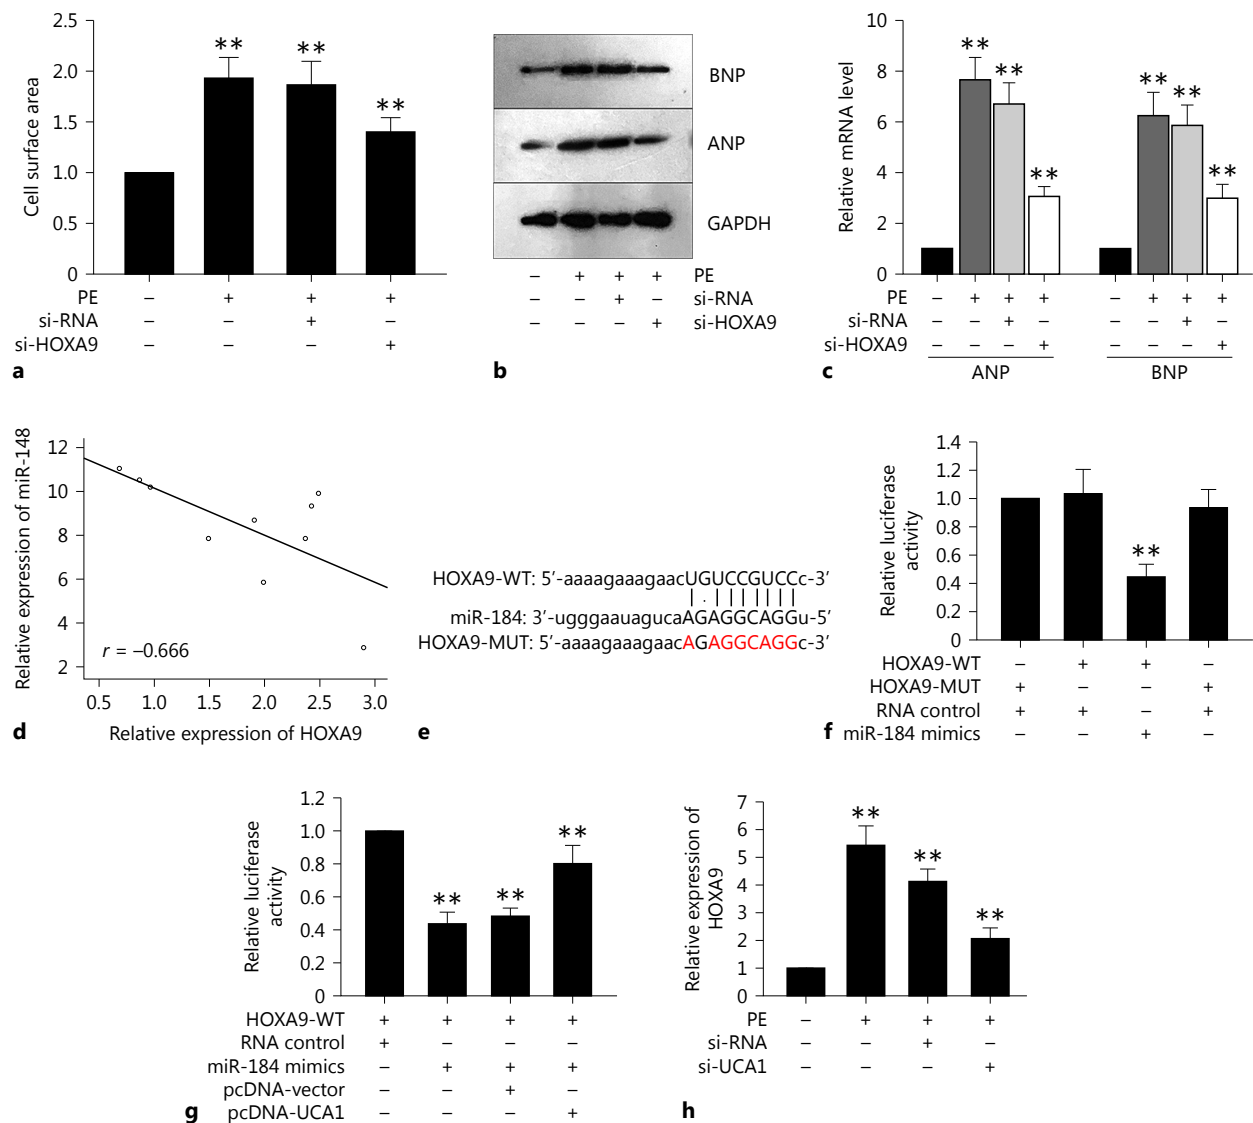 2.5
2.0
1.5
1.0
0.5
0
Cell surface area
** ** **
PE – + + +
si-RNA – – + –
si-HOXA9 – – – +
a
BNP
ANP
GAPDH
– + + + PE
– – + – si-RNA
– – – + si-HOXA9
b
10
8
6
4
2
0
Relative mRNA level
** ** ** ** ** **
PE – + + + – + + +
si-RNA – – + – – – + –
si-HOXA9 – – – + – – – +
ANP BNP
c
12
10
8
6
4
2
Relative expression of miR-148
r = –0.666
0.5 1.0 1.5 2.0 2.5 3.0
Relative expression of HOXA9
d
HOXA9-WT: 5′-aaaagaaagaacUGUCCGUCCc-3′
miR-184: 3′-ugggaauagucaAGAGGCAGGu-5′
HOXA9-MUT: 5′-aaaagaaagaacAGAGGCAGGc-3′
e
1.4
1.2
1.0
0.8
0.6
0.4
0.2
0
Relative luciferase
activity
**
HOXA9-WT – + + –
HOXA9-MUT + – – +
RNA control + + – +
miR-184 mimics – – + –
f
1.2
1.0
0.8
0.6
0.4
0.2
0
Relative luciferase
activity
** ** **
HOXA9-WT + + + +
RNA control + – – –
miR-184 mimics – + + +
pcDNA-vector – – + –
pcDNA-UCA1 – – – +
g
7
6
5
4
3
2
1
0
Relative expression of
HOXA9
** ** **
PE – + + +
si-RNA – – + –
si-UCA1 – – – +
h